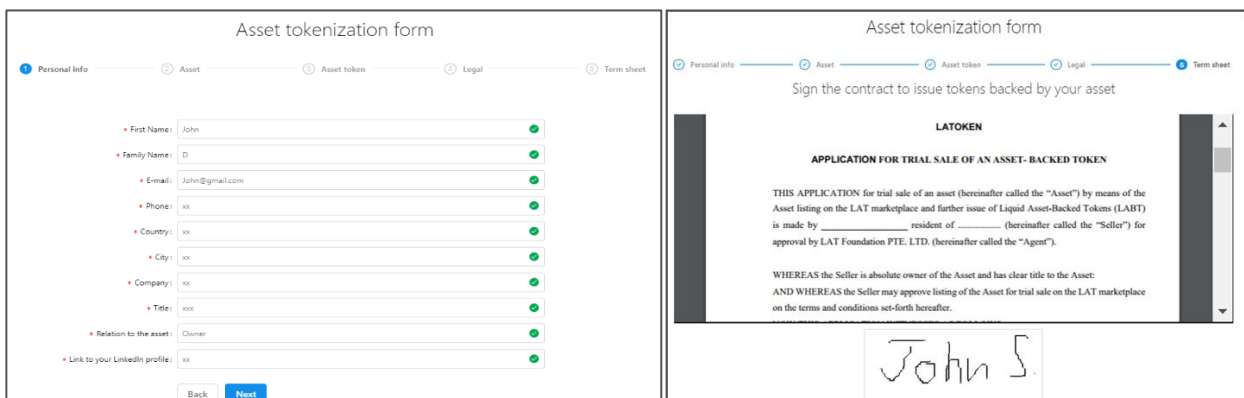 Asset tokenization form
1 Personal Info 2 Asset 3 Asset token 4 Legal 5 Term sheet
* First Name: John
* Family Name: D
* E-mail: John@gmail.com
* Phone: xx
* Country: xx
* City: xx
* Company: xx
* Title: xxx
* Relation to the asset: Owner
* Link to your LinkedIn profile: xx
Back Next
Asset tokenization form
Personal info Asset Asset token Legal Term sheet
Sign the contract to issue tokens backed by your asset
LATOKEN
APPLICATION FOR TRIAL SALE OF AN ASSET- BACKED TOKEN
THIS APPLICATION for trial sale of an asset (hereinafter called the “Asset”) by means of the
Asset listing on the LAT marketplace and further issue of Liquid Asset-Backed Tokens (LABT)
is made by ____________ resident of .................. (hereinafter called the “Seller”) for
approval by LAT Foundation PTE. LTD. (hereinafter called the “Agent”).
WHEREAS the Seller is absolute owner of the Asset and has clear title to the Asset:
AND WHEREAS the Seller may approve listing of the Asset for trial sale on the LAT marketplace
on the terms and conditions set-forth hereafter.
John S.